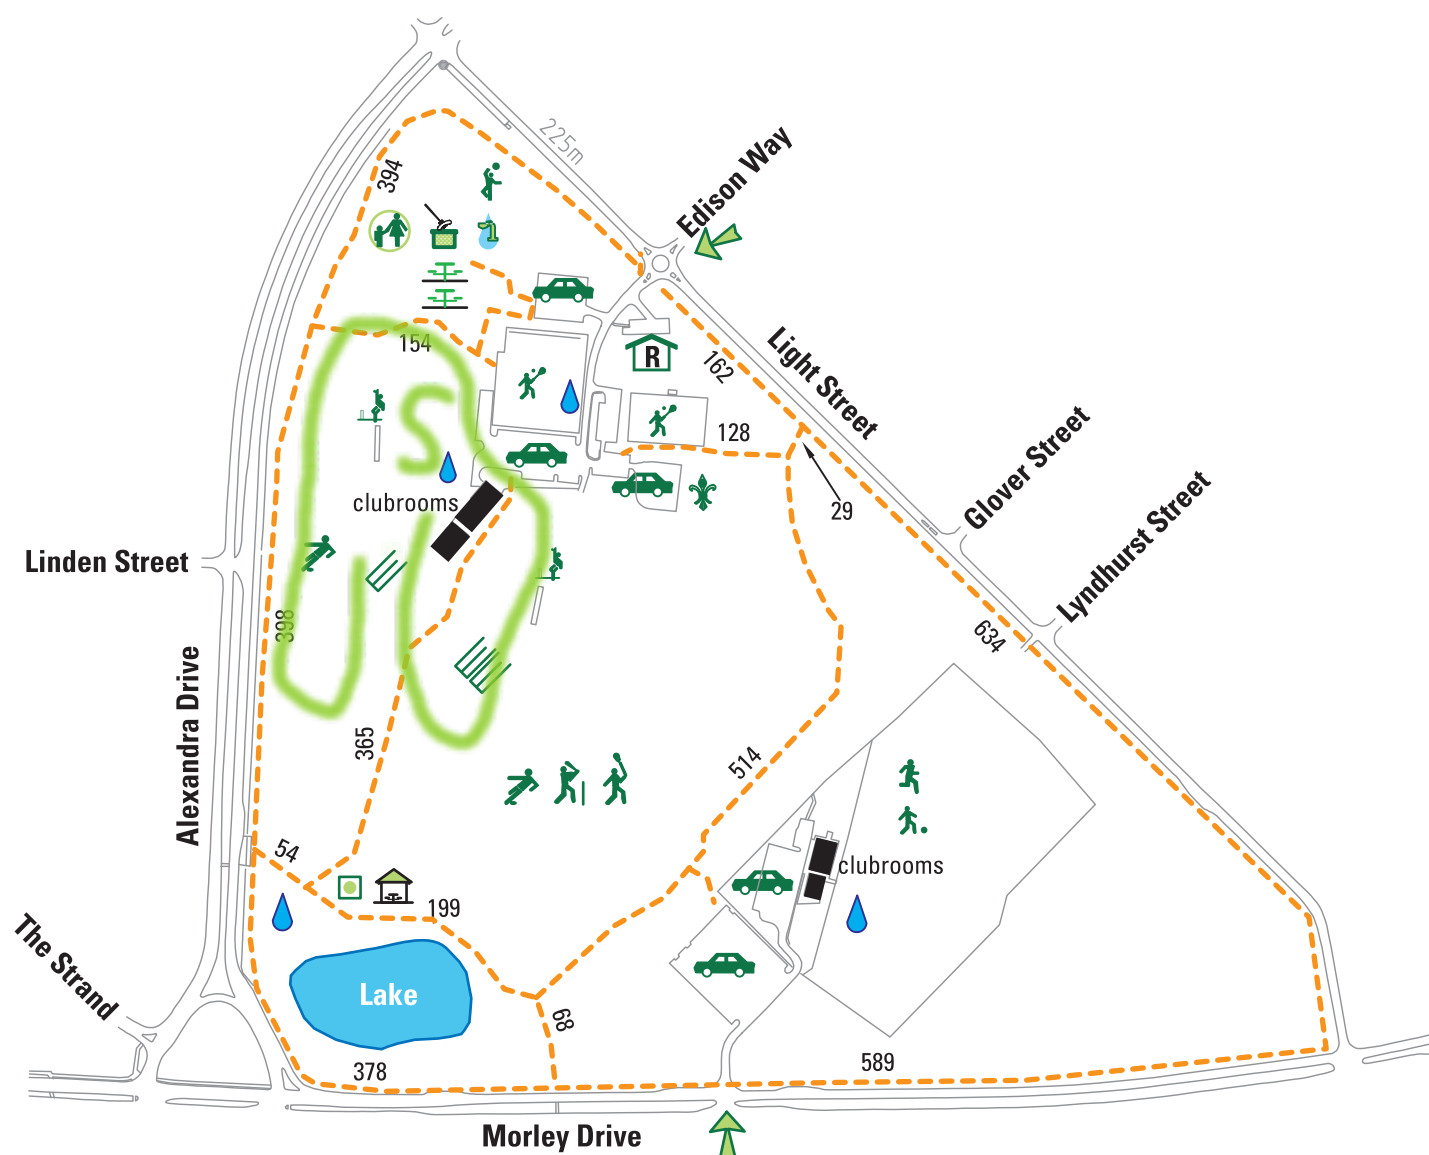 225m
Edison Way
394
154
R
162
Light Street
128
29
Glover Street
clubrooms
Lyndhurst Street
Linden Street
398
634
Alexandra Drive
365
514
54
clubrooms
199
The Strand
Lake
68
378
589
Morley Drive
S